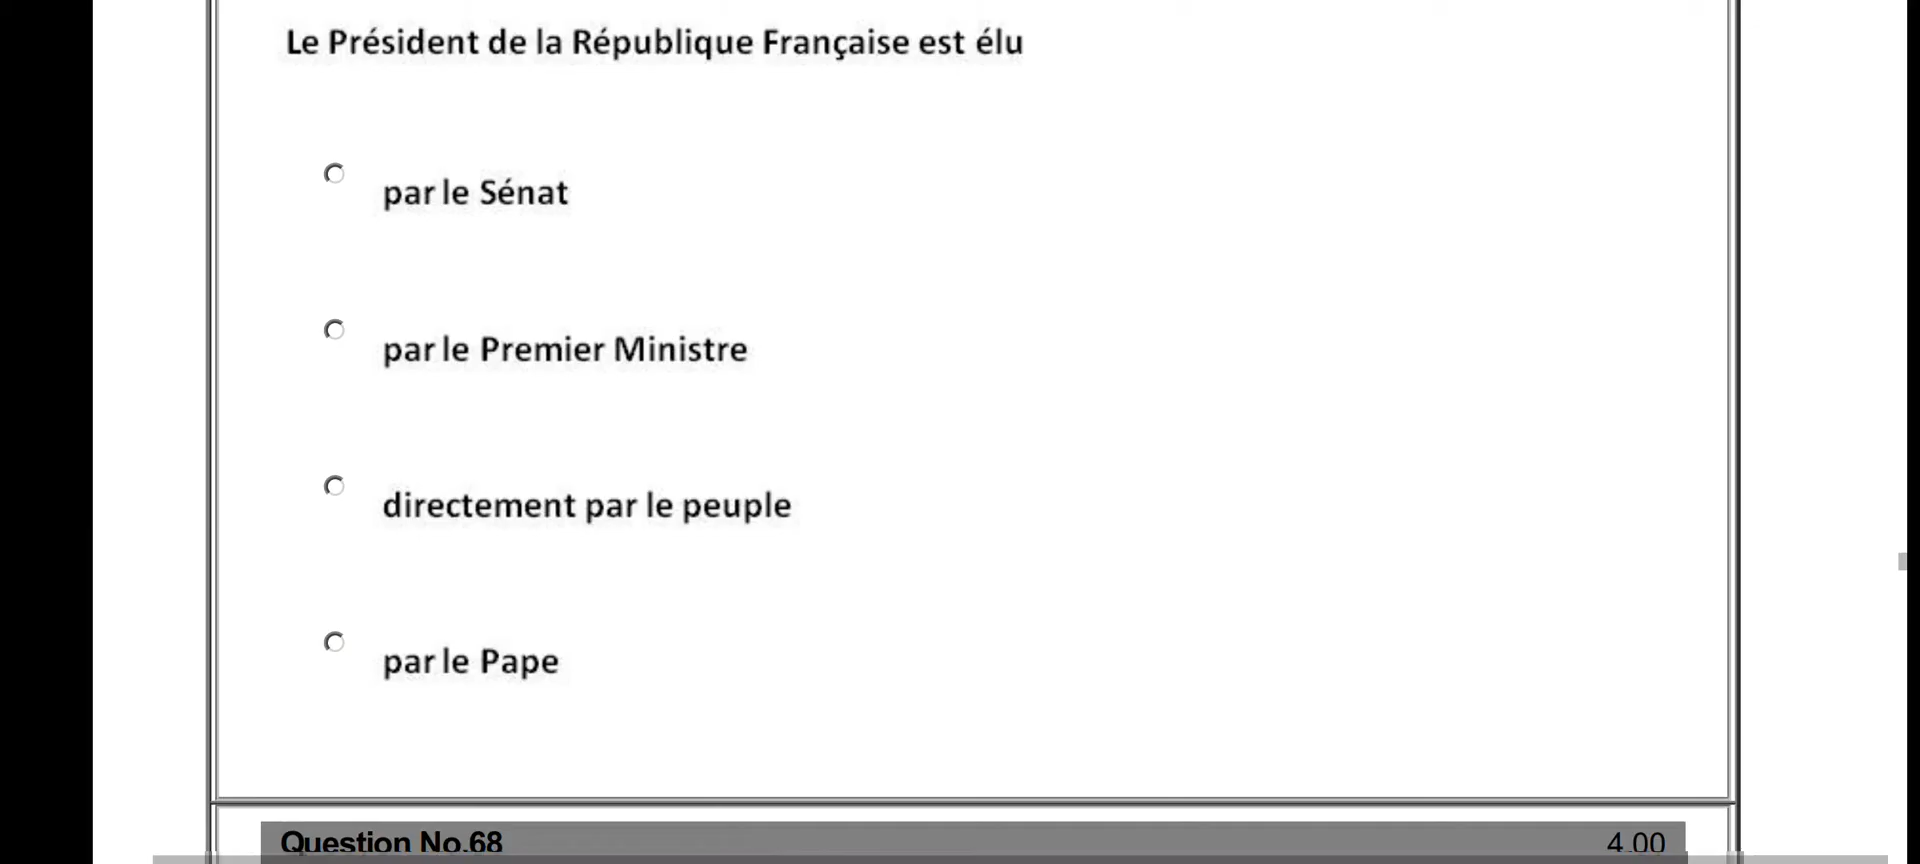 Le Président de la République Française est élu
par le Sénat
par le Premier Ministre
directement par le peuple
par le Pape
Question No.68 4.00